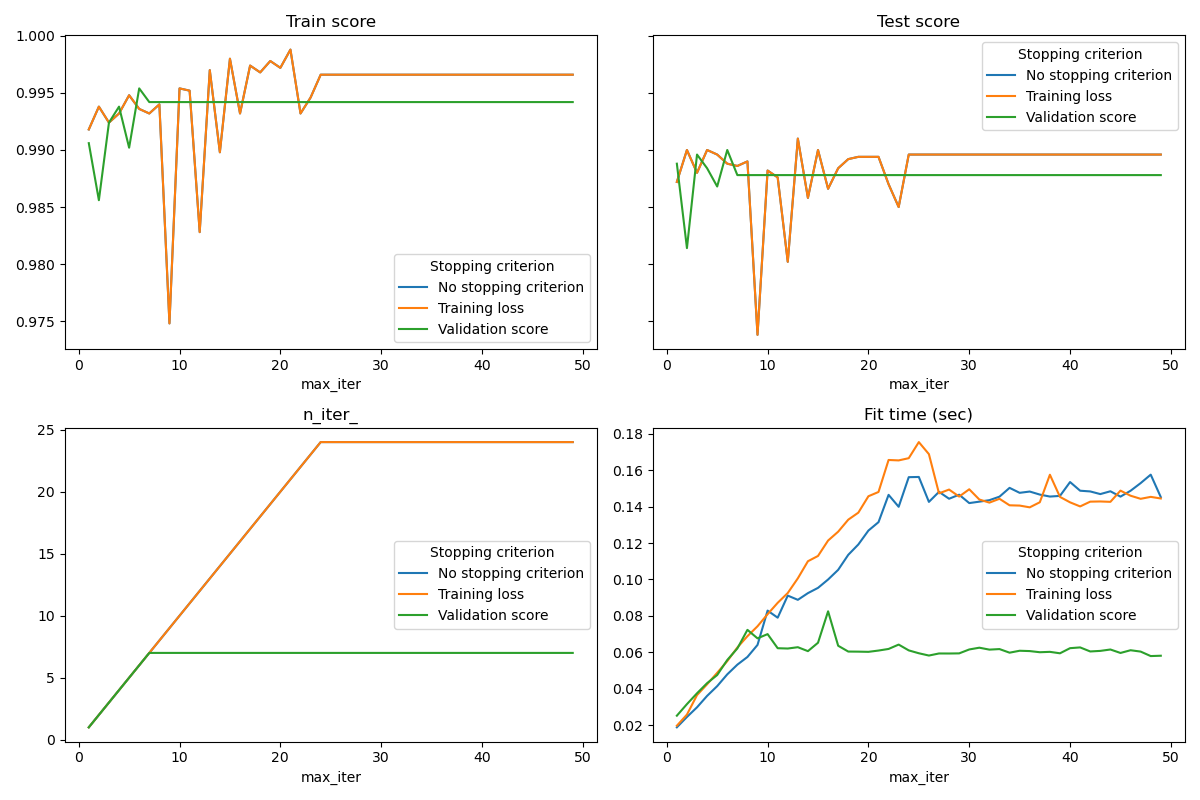 Train score
1.000
0.995
0.990
0.985
0.980
0.975
Stopping criterion
No stopping criterion
Training loss
Validation score
0 10 20 30 40 50
max_iter
Test score
Stopping criterion
No stopping criterion
Training loss
Validation score
0 10 20 30 40 50
max_iter
n_iter_
25
20
15
10
5
0
Stopping criterion
No stopping criterion
Training loss
Validation score
0 10 20 30 40 50
max_iter
Fit time (sec)
0.18
0.16
0.14
0.12
0.10
0.08
0.06
0.04
0.02
Stopping criterion
No stopping criterion
Training loss
Validation score
0 10 20 30 40 50
max_iter